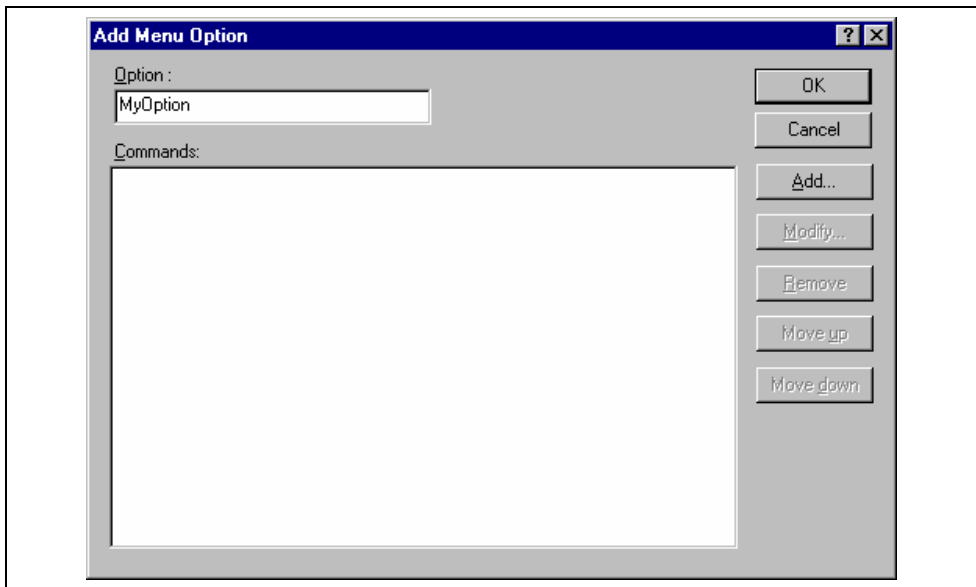 Add Menu Option
Option :
MyOption
Commands:
OK
Cancel
Add...
Modify...
Remove
Move up
Move down